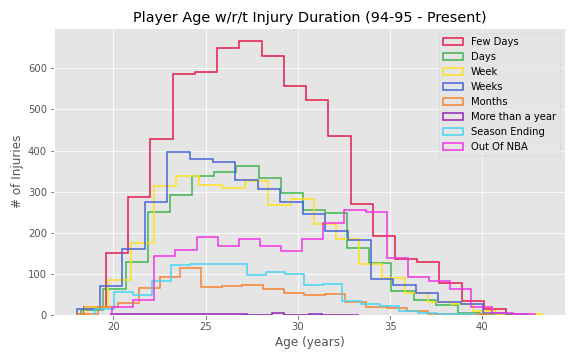 Player Age w/r/t Injury Duration (94-95 - Present)
Few Days
Days
Week
Weeks
Months
More than a year
Season Ending
Out Of NBA
# of Injuries
600
500
400
300
200
100
0
20
25
30
35
40
Age (years)